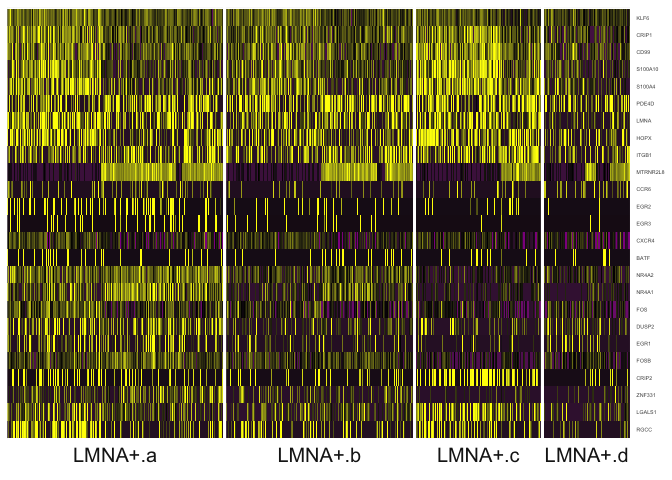 KLF6
CRIP1
CD99
S100A10
S100A4
PDE4D
LMNA
HOPX
ITGB1
MTRNR2L8
CCR6
EGR2
EGR3
CXCR4
BATF
NR4A2
NR4A1
FOS
DUSP2
EGR1
FOSB
CRIP2
ZNF331
LGALS1
RGCC
LMNA+.a LMNA+.b LMNA+.c LMNA+.d